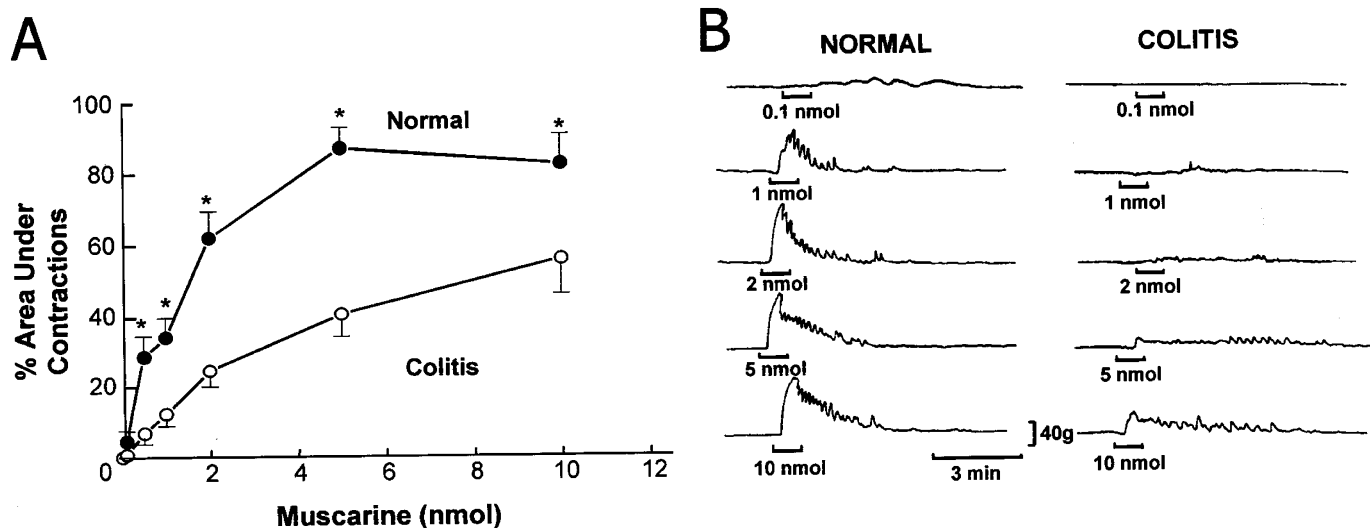 A
% Area Under
Contractions
100
80
60
40
20
0
0
2
4
6
8
10
12
*
*
*
*
*
Normal
Colitis
Muscarine (nmol)
B
NORMAL
COLITIS
0.1 nmol
0.1 nmol
1 nmol
1 nmol
2 nmol
2 nmol
5 nmol
5 nmol
10 nmol
40g
10 nmol
3 min